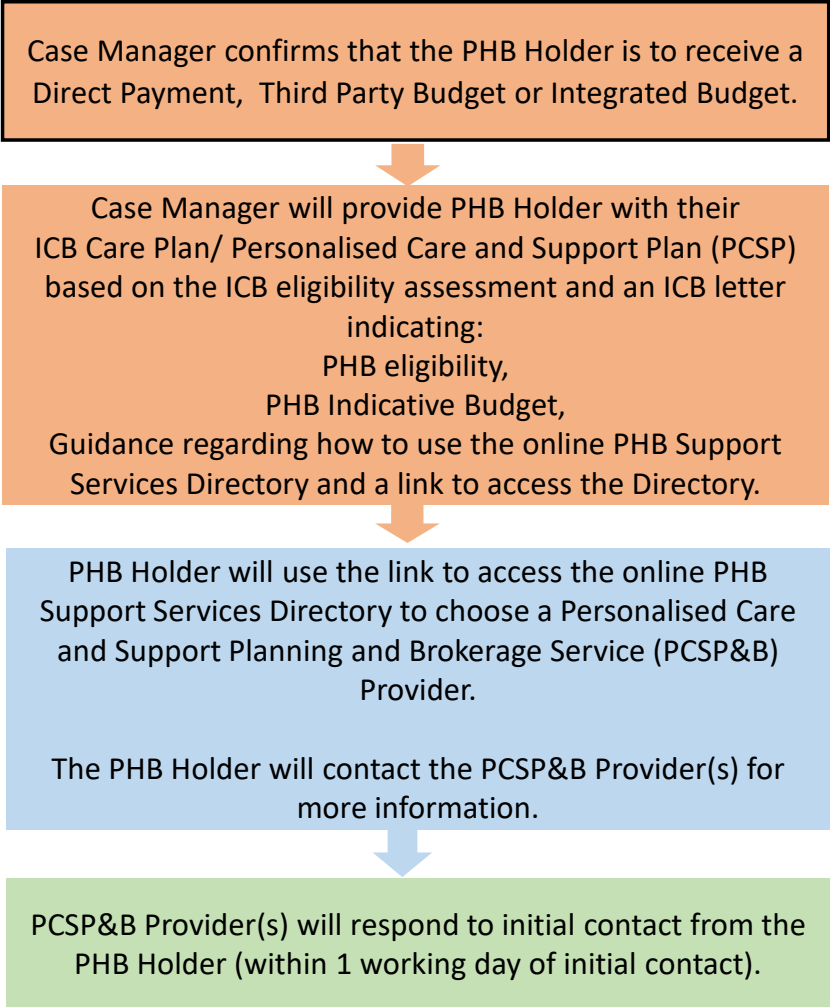 Case Manager confirms that the PHB Holder is to receive a
Direct Payment,  Third Party Budget or Integrated Budget.
Case Manager will provide PHB Holder with their
ICB Care Plan/ Personalised Care and Support Plan (PCSP)
based on the ICB eligibility assessment and an ICB letter
indicating:
PHB eligibility,
PHB Indicative Budget,
Guidance regarding how to use the online PHB Support
Services Directory and a link to access the Directory.
PHB Holder will use the link to access the online PHB
Support Services Directory to choose a Personalised Care
and Support Planning and Brokerage Service (PCSP&B)
Provider.
The PHB Holder will contact the PCSP&B Provider(s) for
more information.
PCSP&B Provider(s) will respond to initial contact from the
PHB Holder (within 1 working day of initial contact).